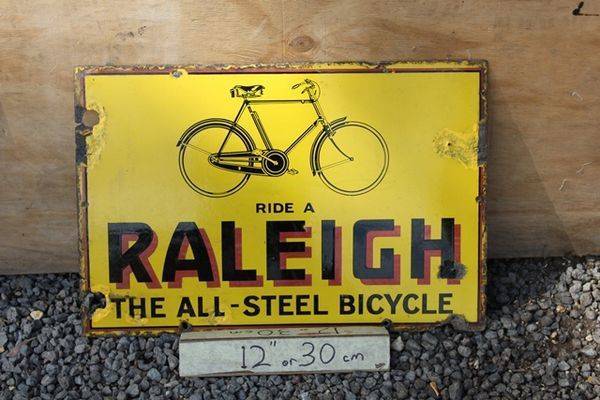 RIDE A
RALEIGH
THE ALL-STEEL BICYCLE
12" or 30 cm